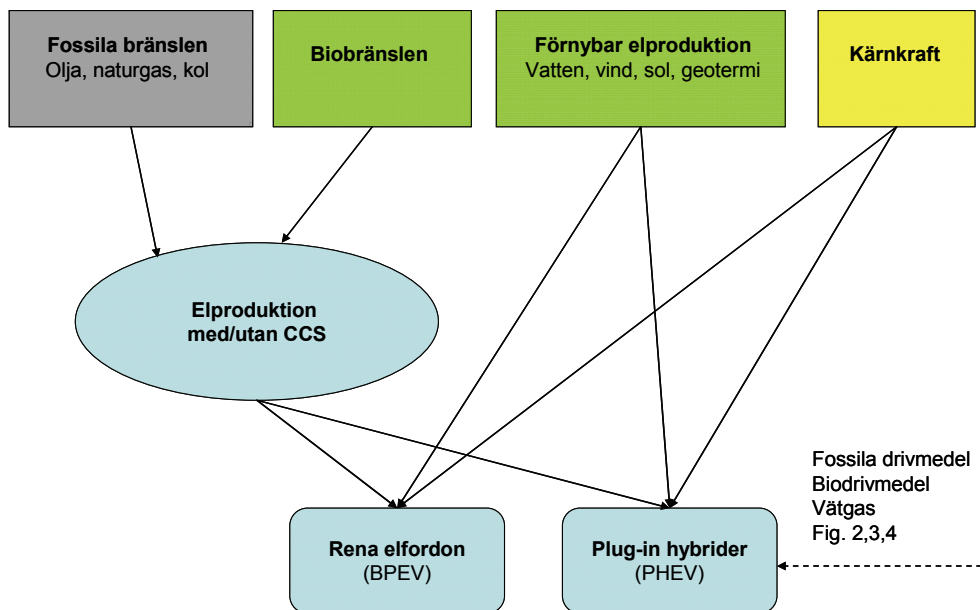 Fossila bränslen
Olja, naturgas, kol
Biobränslen
Förnybar elproduktion
Vatten, vind, sol, geotermi
Kärnkraft
Elproduktion
med/utan CCS
Fossila drivmedel
Biodrivmedel
Vätgas
Fig. 2,3,4
Rena elfordon
(BPEV)
Plug-in hybrider
(PHEV)